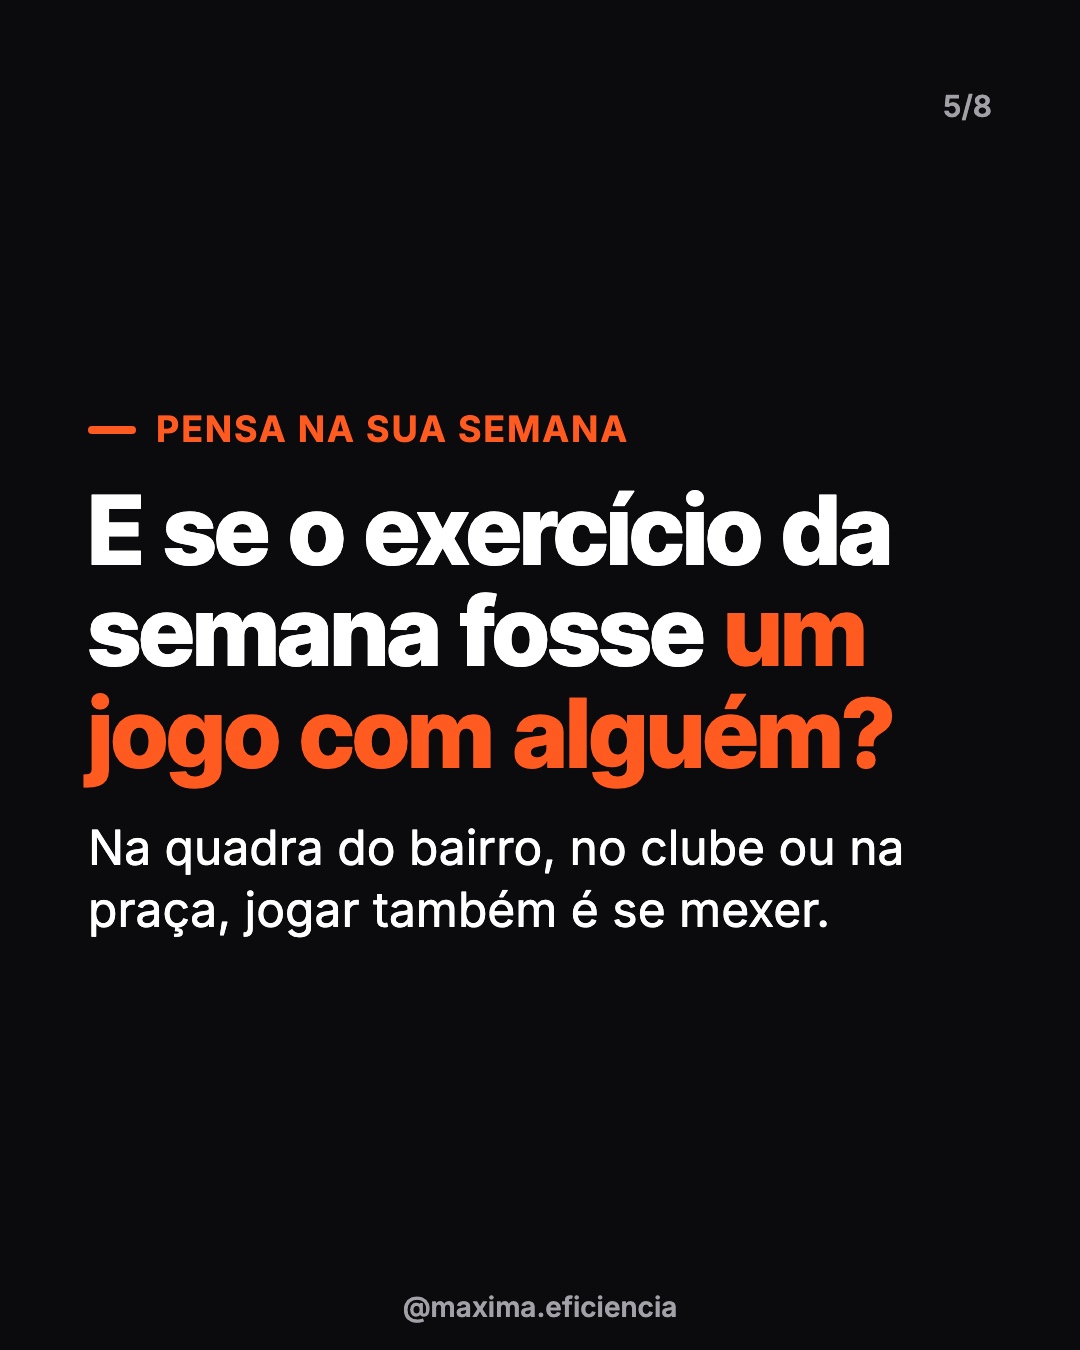 5/8
PENSA NA SUA SEMANA
E se o exercício da
semana fosse um
jogo com alguém?
Na quadra do bairro, no clube ou na
praça, jogar também é se mexer.
@maxima.eficiencia